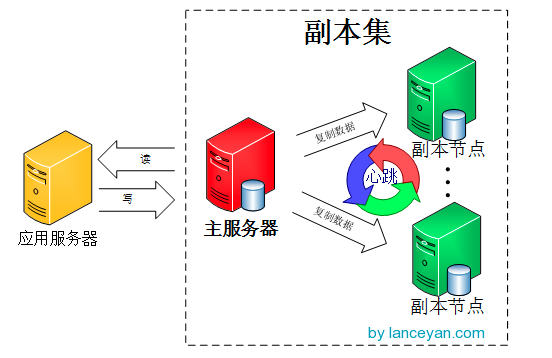 副本集
复制数据
副本节点
读
心跳
写
主服务器
应用服务器
复制数据
副本节点
by lanceyan.com